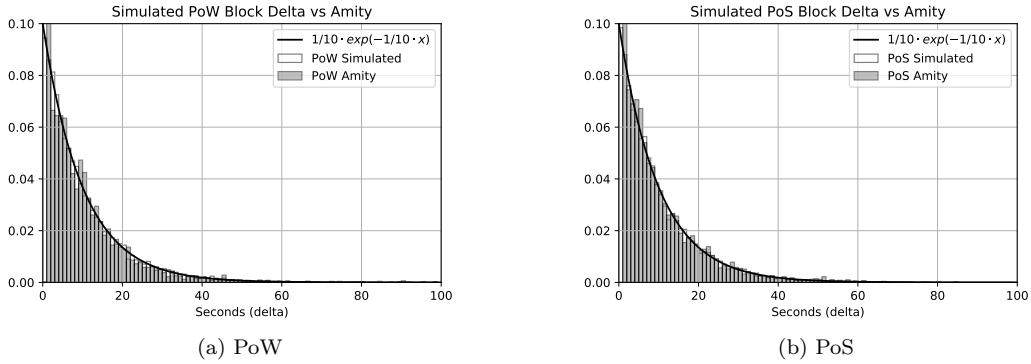 Simulated PoW Block Delta vs Amity
0.10
0.08
0.06
0.04
0.02
0.00
1/10・exp(−1/10・x)
PoW Simulated
PoW Amity
0 20 40 60 80 100
Seconds (delta)
(a) PoW
Simulated PoS Block Delta vs Amity
0.10
0.08
0.06
0.04
0.02
0.00
1/10・exp(−1/10・x)
PoS Simulated
PoS Amity
0 20 40 60 80 100
Seconds (delta)
(b) PoS